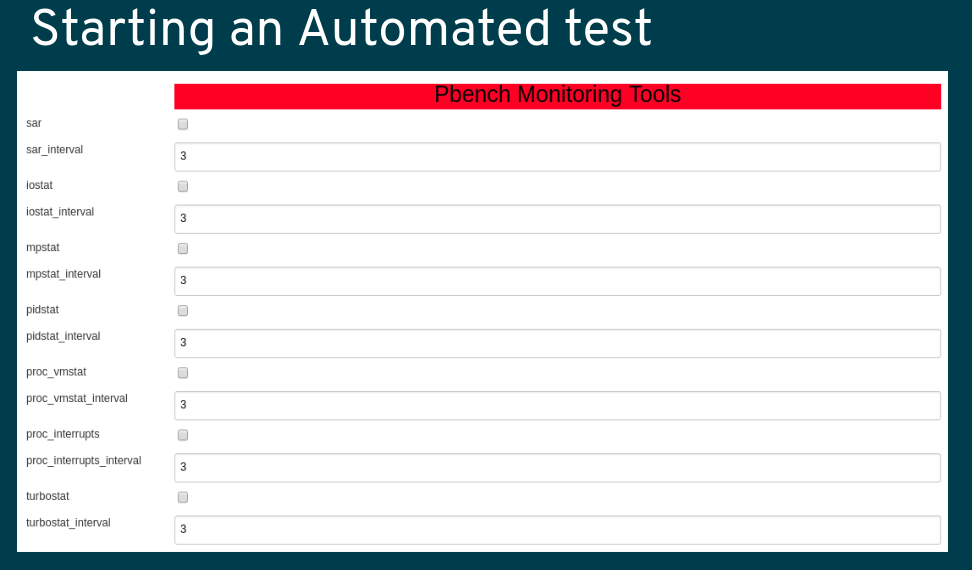 Starting an Automated test
Pbench Monitoring Tools
sar
sar_interval
3
iostat
iostat_interval
3
mpstat
mpstat_interval
3
pidstat
pidstat_interval
3
proc_vmstat
proc_vmstat_interval
3
proc_interrupts
proc_interrupts_interval
3
turbostat
turbostat_interval
3